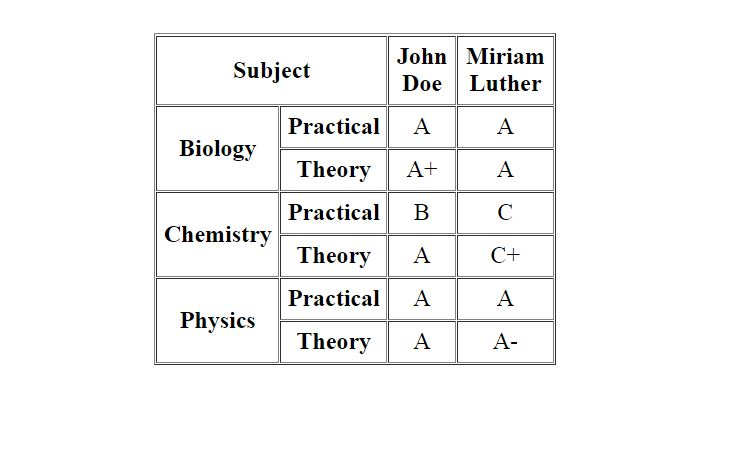 Subject John Doe Miriam Luther
Biology Practical A A
Theory A+ A
Chemistry Practical B C
Theory A C+
Physics Practical A A
Theory A A-